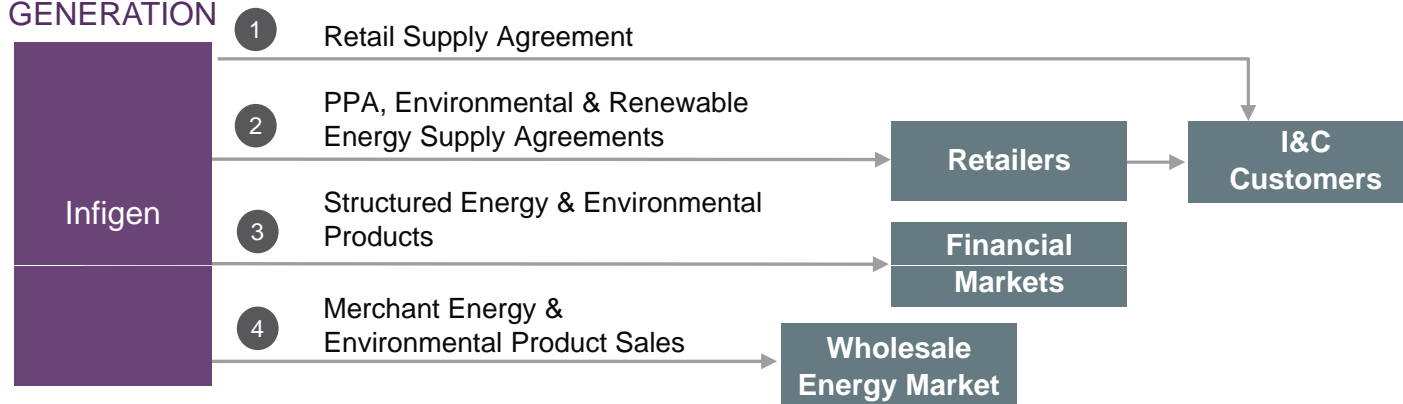 GENERATION
1
Retail Supply Agreement
2
PPA, Environmental & Renewable
Energy Supply Agreements
Retailers
I&C
Customers
Infigen
3
Structured Energy & Environmental
Products
Financial
Markets
4
Merchant Energy &
Environmental Product Sales
Wholesale
Energy Market